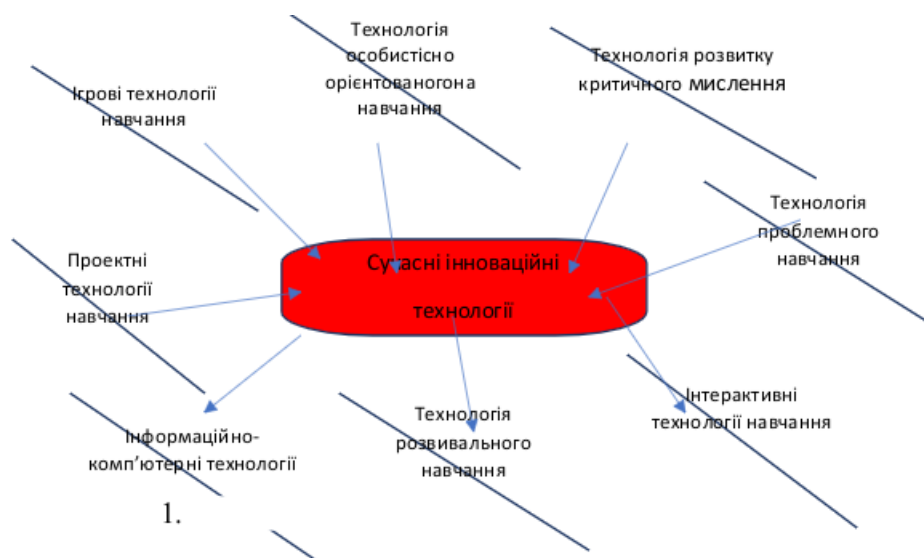 Технологія
особистісно
орієнтованогона
навчання
Технологія розвитку
критичного мислення
Ігрові технології
навчання
Технологія
проблемного
навчання
Проектні
технології
навчання
Сучасні інноваційні
технології
Інтерактивні
технології навчання
Технологія
розвивального
навчання
Інформаційно-
комп’ютерні технології
1.